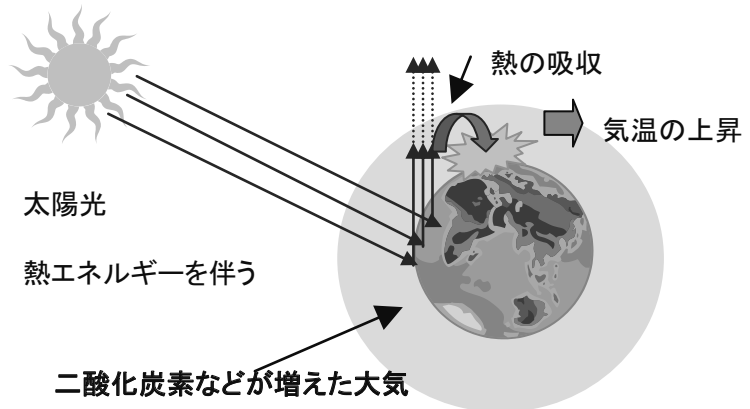 熱の吸収
気温の上昇
太陽光
熱エネルギーを伴う
二酸化炭素などが増えた大気